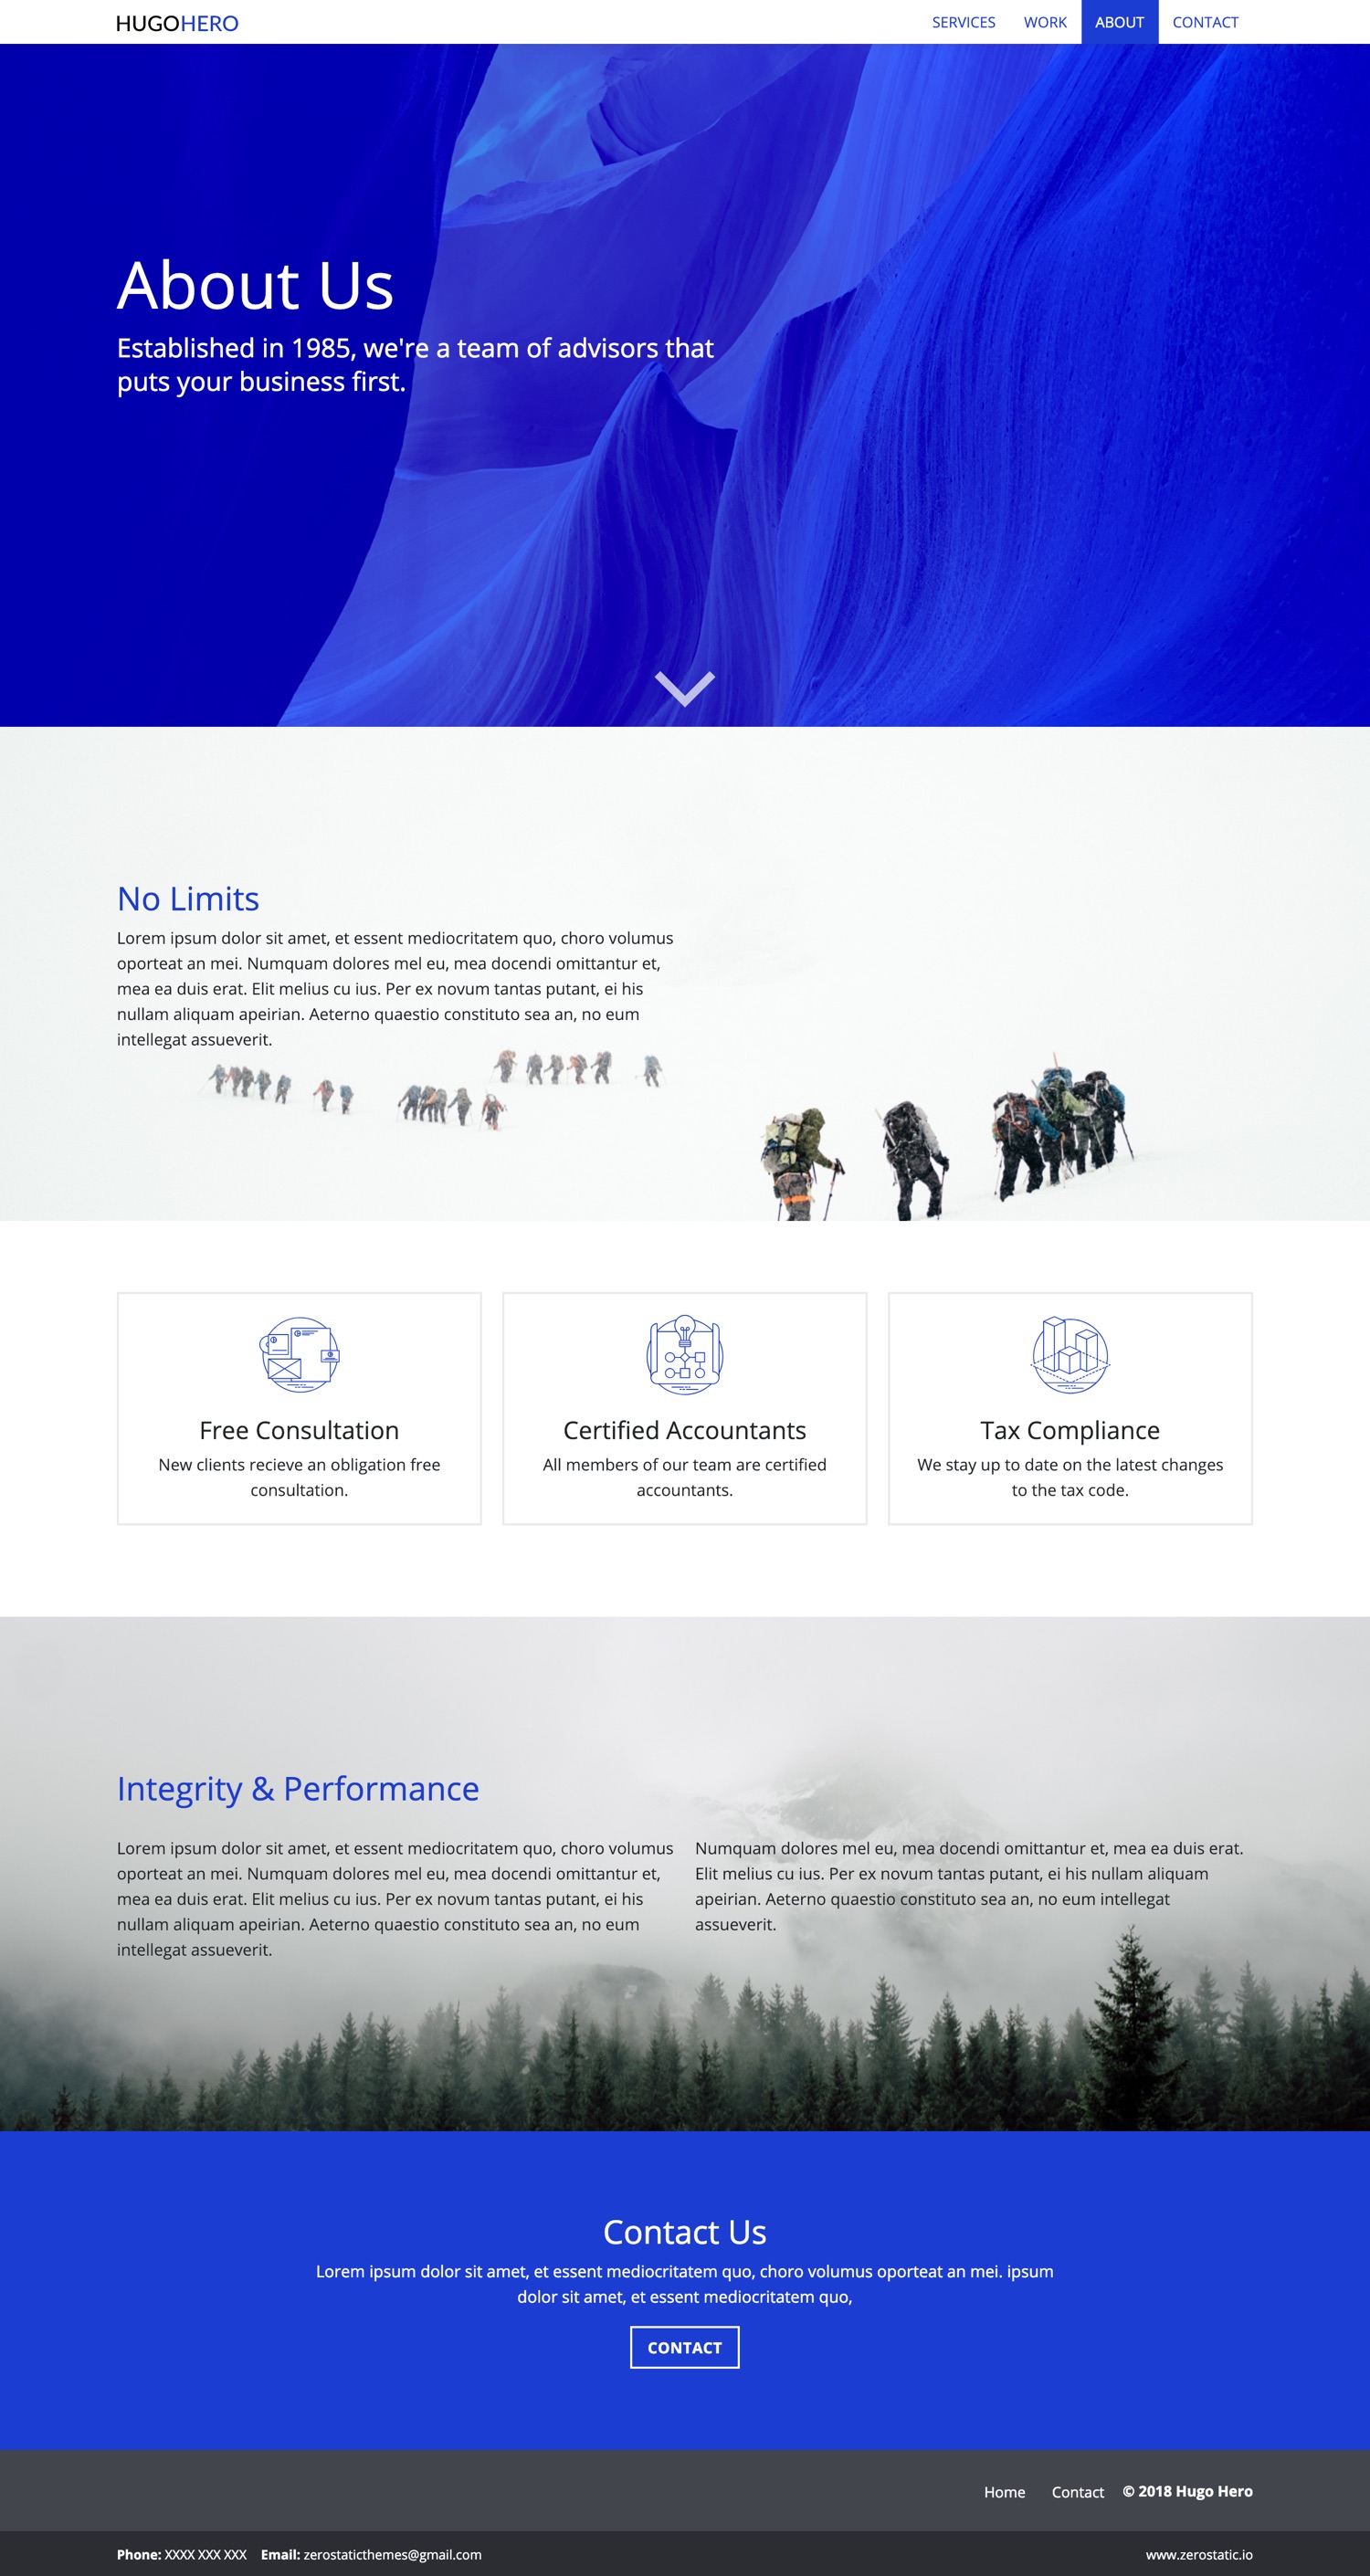 HUGOHERO
SERVICES WORK ABOUT CONTACT
About Us
Established in 1985, we're a team of advisors that
puts your business first.
No Limits
Lorem ipsum dolor sit amet, et essent mediocritatem quo, choro volumus
oporteat an mei. Numquam dolores mel eu, mea docendi omittantur et,
mea ea duis erat. Elit melius cu ius. Per ex novum tantas putant, ei his
nullam aliquam apeirian. Aeterno quaestio constituto sea an, no eum
intellegat assueverit.
Free Consultation
New clients recieve an obligation free
consultation.
Certified Accountants
All members of our team are certified
accountants.
Tax Compliance
We stay up to date on the latest changes
to the tax code.
Integrity & Performance
Lorem ipsum dolor sit amet, et essent mediocritatem quo, choro volumus
oporteat an mei. Numquam dolores mel eu, mea docendi omittantur et,
mea ea duis erat. Elit melius cu ius. Per ex novum tantas putant, ei his
nullam aliquam apeirian. Aeterno quaestio constituto sea an, no eum
intellegat assueverit.
Numquam dolores mel eu, mea docendi omittantur et, mea ea duis erat.
Elit melius cu ius. Per ex novum tantas putant, ei his nullam aliquam
apeirian. Aeterno quaestio constituto sea an, no eum intellegat
assueverit.
Contact Us
Lorem ipsum dolor sit amet, et essent mediocritatem quo, choro volumus oporteat an mei. ipsum
dolor sit amet, et essent mediocritatem quo,
CONTACT
Home Contact © 2018 Hugo Hero
Phone: XXXX XXX XXX Email: zerostaticthemes@gmail.com
www.zerostatic.io